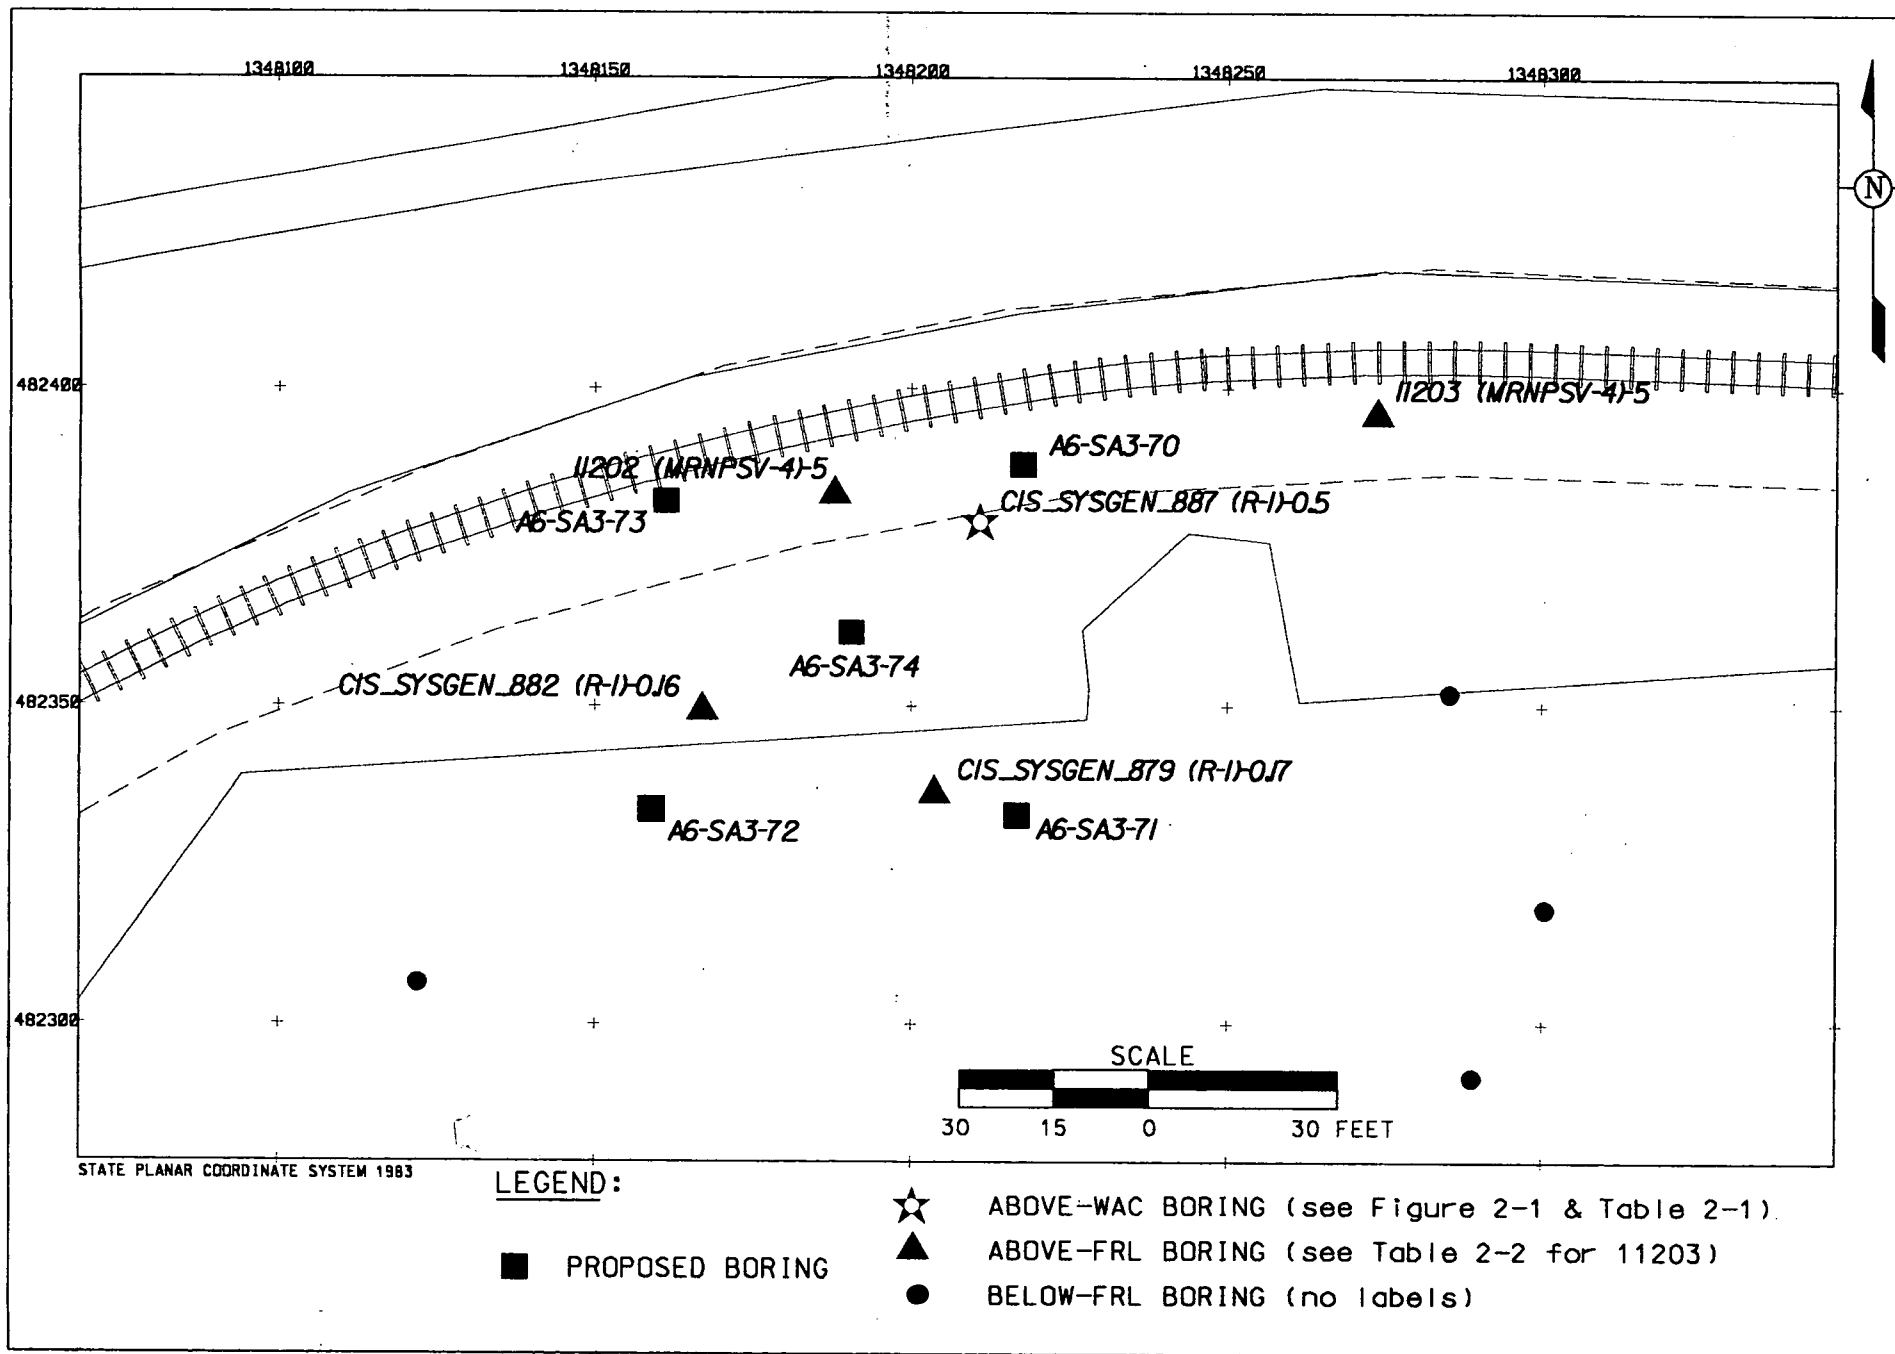 1348100 1348150 1348200 1348250 1348300
N
482400
11203 (MRNPSV-4)-5
A6-SA3-70
11202 (MRNPSV-4)-5
CIS_SYSGEN_887 (R-1)-0.5
A6-SA3-73
A6-SA3-74
CIS_SYSGEN_882 (R-1)-0.16
482350
CIS_SYSGEN_879 (R-1)-0.17
A6-SA3-72
A6-SA3-71
482300
SCALE
30 15 0 30 FEET
STATE PLANAR COORDINATE SYSTEM 1983
LEGEND:
ABOVE-WAC BORING (see Figure 2-1 & Table 2-1)
ABOVE-FRL BORING (see Table 2-2 for 11203)
PROPOSED BORING
BELOW-FRL BORING (no labels)